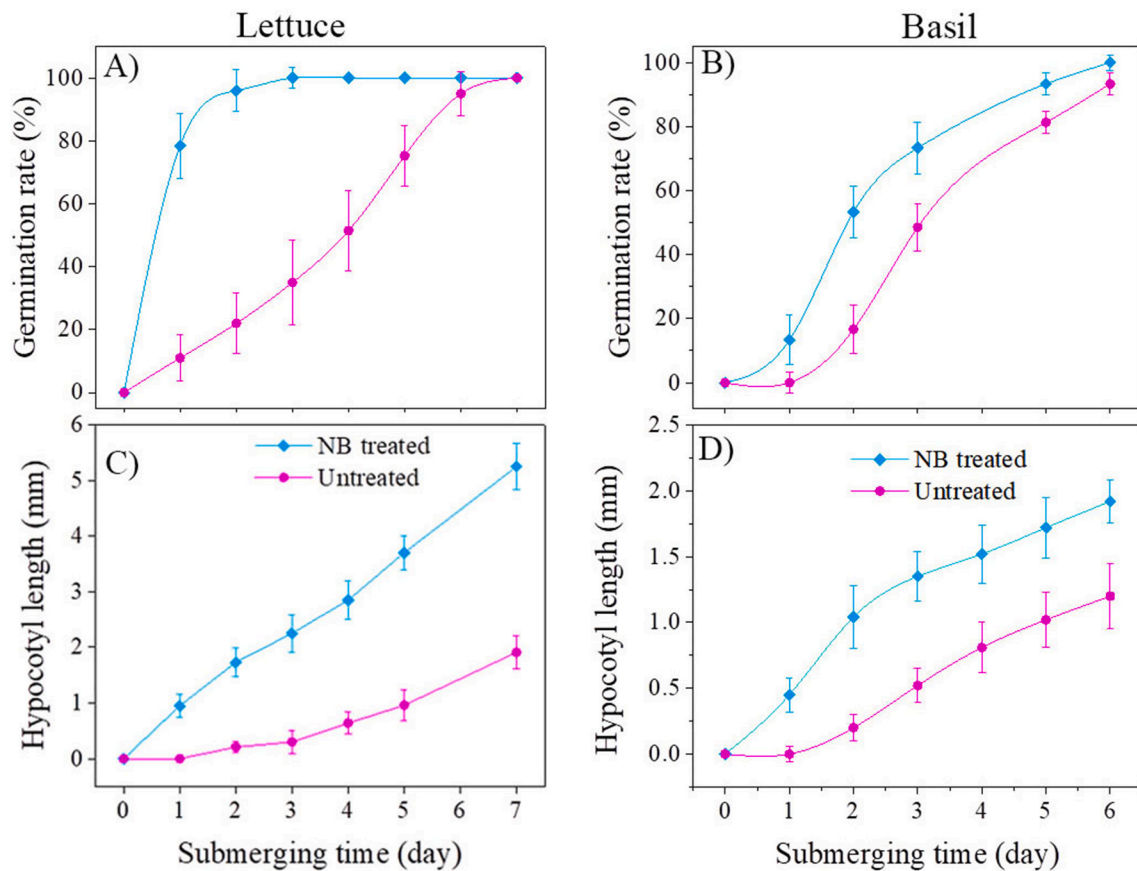 Lettuce
Basil
A)
Germination rate (%)
100
80
60
40
20
0
B)
Germination rate (%)
100
80
60
40
20
0
C)
NB treated
Untreated
Hypocotyl length (mm)
6
5
4
3
2
1
0
0 1 2 3 4 5 6 7
Submerging time (day)
D)
NB treated
Untreated
Hypocotyl length (mm)
2.5
2.0
1.5
1.0
0.5
0.0
0 1 2 3 4 5 6
Submerging time (day)